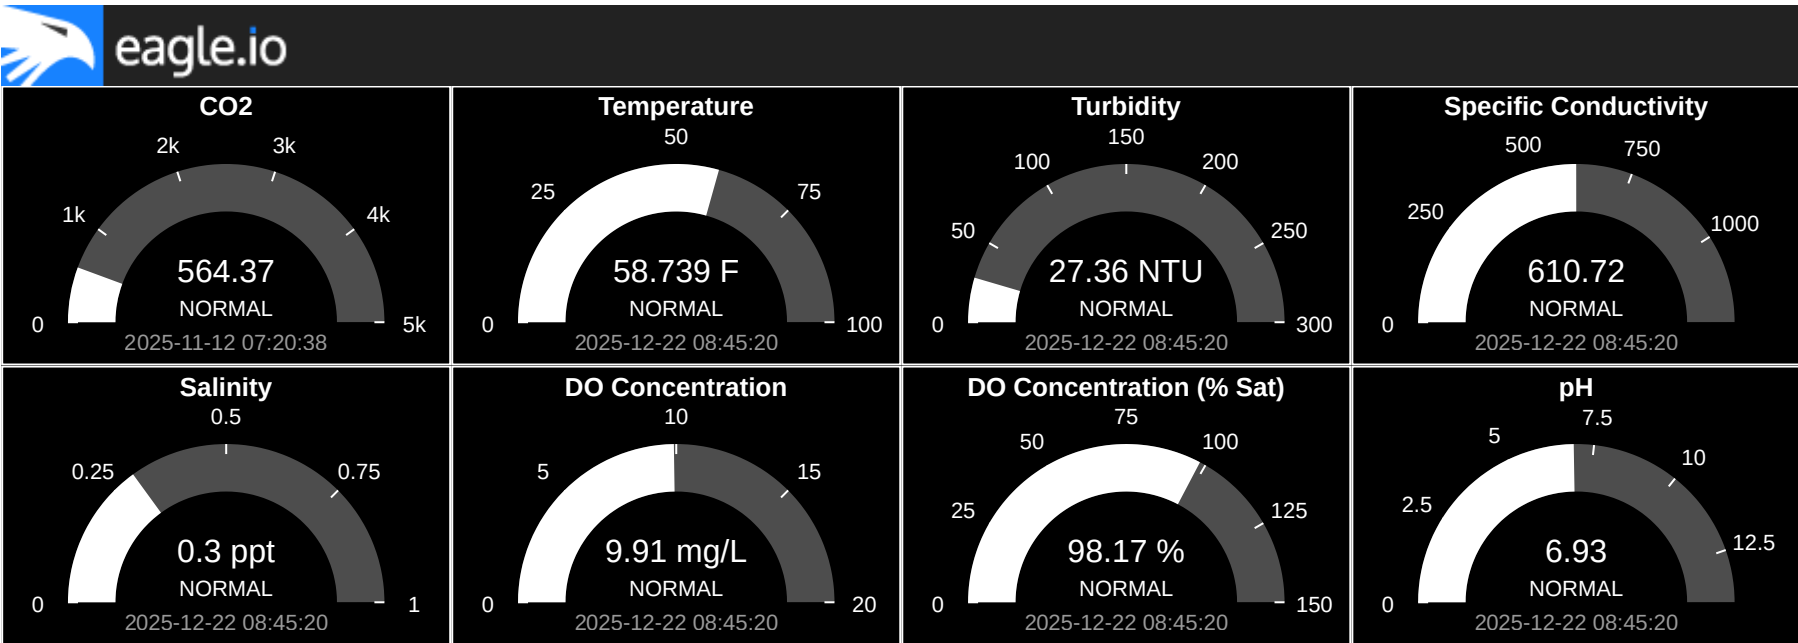 eagle.io
CO2
0
1k
2k
3k
4k
5k
564.37
NORMAL
2025-11-12 07:20:38
Temperature
0
25
50
75
100
58.739 F
NORMAL
2025-12-22 08:45:20
Turbidity
0
50
100
150
200
250
300
27.36 NTU
NORMAL
2025-12-22 08:45:20
Specific Conductivity
0
250
500
750
1000
610.72
NORMAL
2025-12-22 08:45:20
Salinity
0
0.25
0.5
0.75
1
0.3 ppt
NORMAL
2025-12-22 08:45:20
DO Concentration
0
5
10
15
20
9.91 mg/L
NORMAL
2025-12-22 08:45:20
DO Concentration (% Sat)
0
25
50
75
100
125
150
98.17 %
NORMAL
2025-12-22 08:45:20
pH
0
2.5
5
7.5
10
12.5
6.93
NORMAL
2025-12-22 08:45:20